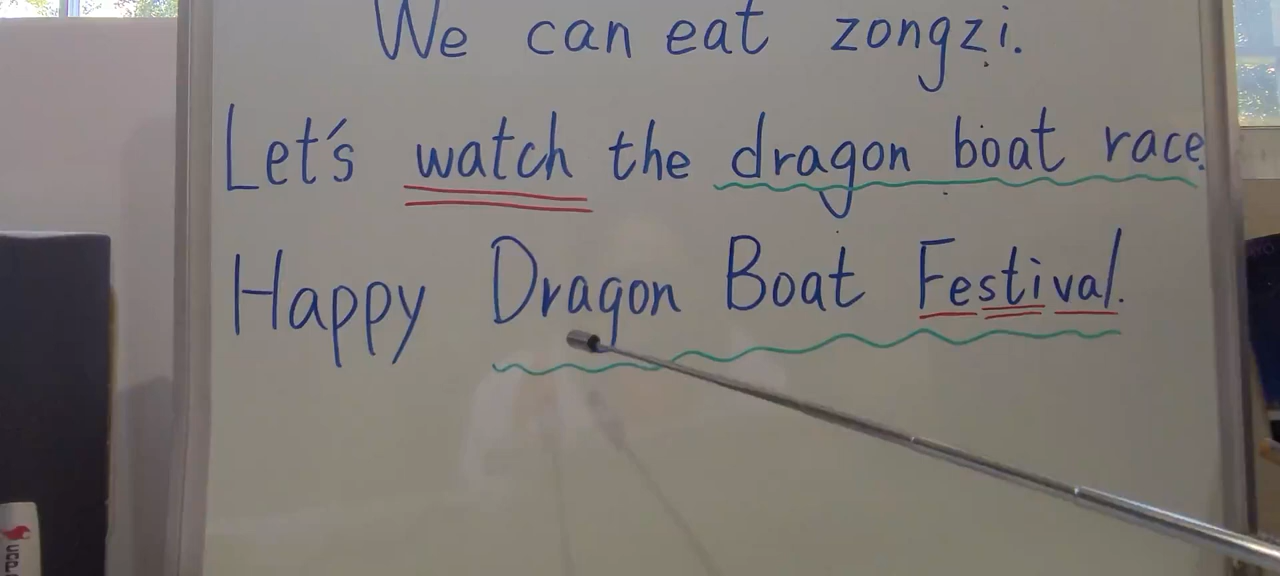 We can eat zongzi.
Let's watch the dragon boat race.
Happy Dragon Boat Festival.